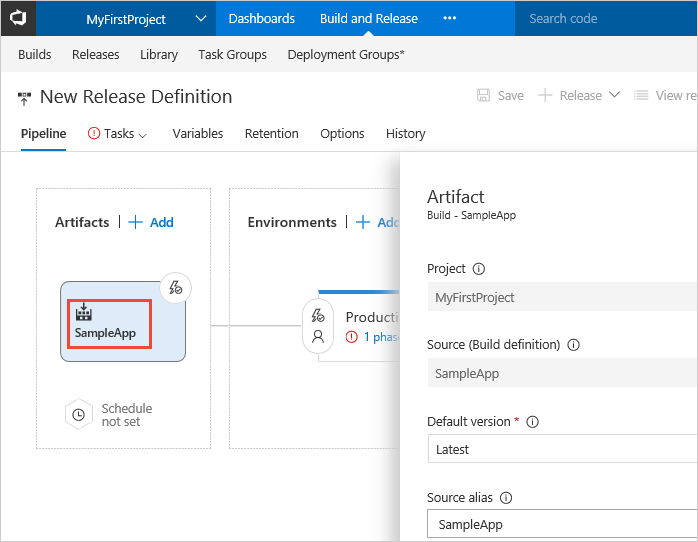 MyFirstProject
Dashboards
Build and Release
Search code
Builds
Releases
Library
Task Groups
Deployment Groups*
New Release Definition
Save
Release
View re
Pipeline
Tasks
Variables
Retention
Options
History
Artifacts
Add
Environments
Add
SampleApp
Schedule
not set
Producti
1 phas
Artifact
Build - SampleApp
Project
MyFirstProject
Source (Build definition)
SampleApp
Default version *
Latest
Source alias
SampleApp